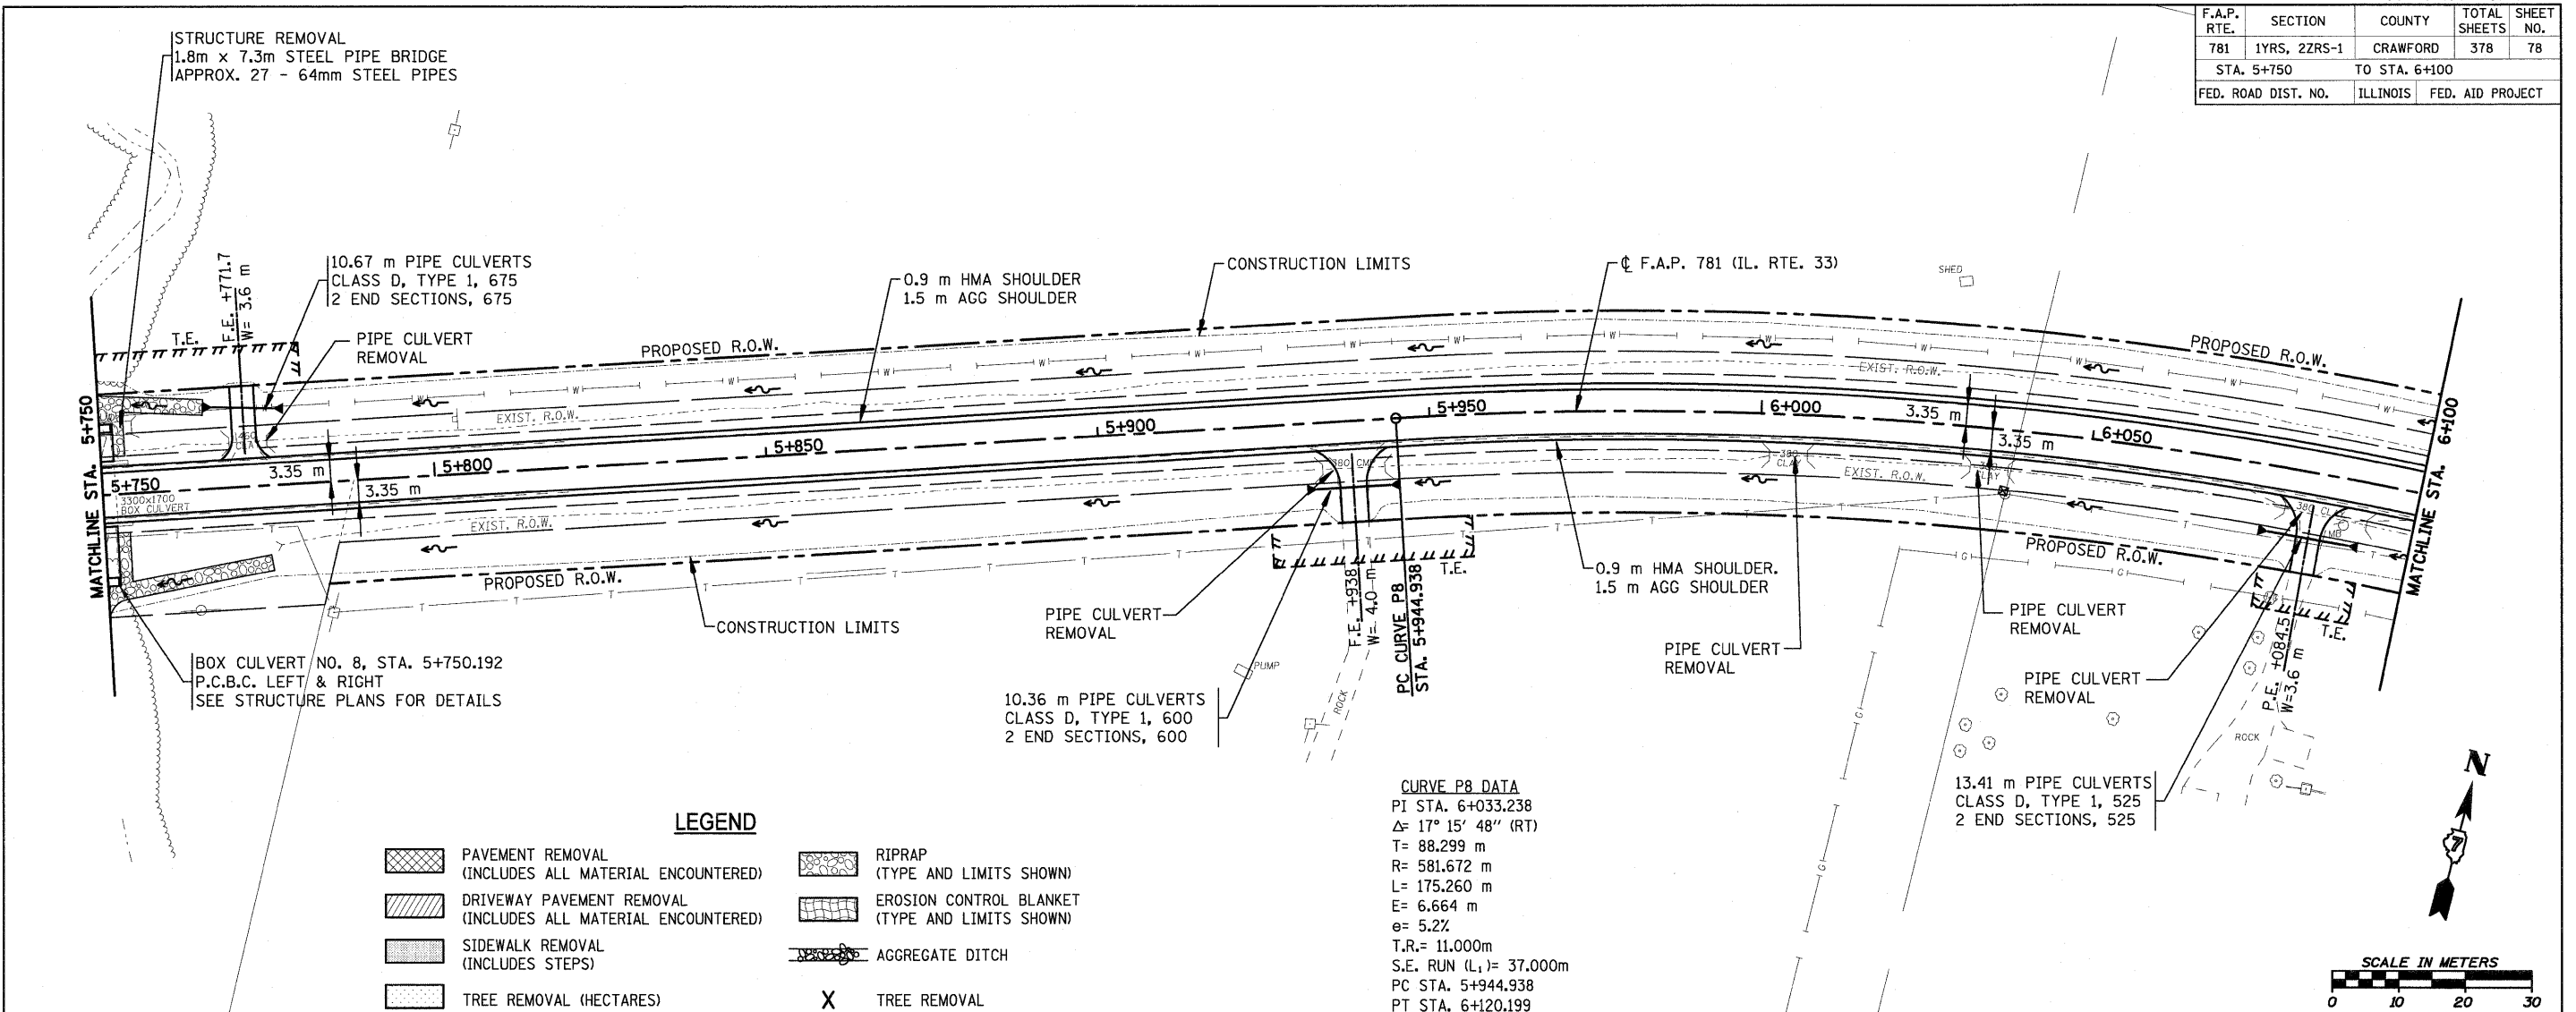 F.A.P. RTE. SECTION COUNTY TOTAL SHEETS SHEET NO.
781 1YRS, 2ZRS-1 CRAWFORD 378 78
STA. 5+750 TO STA. 6+100
FED. ROAD DIST. NO. ILLINOIS FED. AID PROJECT
STRUCTURE REMOVAL
1.8m x 7.3m STEEL PIPE BRIDGE
APPROX. 27 - 64mm STEEL PIPES
10.67 m PIPE CULVERTS
CLASS D, TYPE 1, 675
2 END SECTIONS, 675
F.E. +771.7
W= 3.6 m
T.E.
PIPE CULVERT
REMOVAL
PROPOSED R.O.W.
0.9 m HMA SHOULDER
1.5 m AGG SHOULDER
CONSTRUCTION LIMITS
℄ F.A.P. 781 (IL. RTE. 33)
SHED
PROPOSED R.O.W.
EXIST. R.O.W.
EXIST. R.O.W.
MATCHLINE STA. 5+750
5+750
5+800
5+850
5+900
5+950
6+000
6+050
MATCHLINE STA. 6+100
3.35 m
3.35 m
3.35 m
3.35 m
3300x1700
BOX CULVERT
380 CLAY
EXIST. R.O.W.
EXIST. R.O.W.
PROPOSED R.O.W.
PROPOSED R.O.W.
CONSTRUCTION LIMITS
BOX CULVERT NO. 8, STA. 5+750.192
P.C.B.C. LEFT & RIGHT
SEE STRUCTURE PLANS FOR DETAILS
PIPE CULVERT
REMOVAL
F.E. +938
W= 4.0 m
PC CURVE P8
STA. 5+944.938
T.E.
0.9 m HMA SHOULDER.
1.5 m AGG SHOULDER
PIPE CULVERT
REMOVAL
PIPE CULVERT
REMOVAL
PIPE CULVERT
REMOVAL
MB
T.E.
P.E. +084.5
W=3.6 m
PUMP
ROCK
ROCK
10.36 m PIPE CULVERTS
CLASS D, TYPE 1, 600
2 END SECTIONS, 600
13.41 m PIPE CULVERTS
CLASS D, TYPE 1, 525
2 END SECTIONS, 525
CURVE P8 DATA
PI STA. 6+033.238
Δ= 17° 15' 48'' (RT)
T= 88.299 m
R= 581.672 m
L= 175.260 m
E= 6.664 m
e= 5.2%
T.R.= 11.000m
S.E. RUN (L₁)= 37.000m
PC STA. 5+944.938
PT STA. 6+120.199
LEGEND
PAVEMENT REMOVAL
(INCLUDES ALL MATERIAL ENCOUNTERED)
DRIVEWAY PAVEMENT REMOVAL
(INCLUDES ALL MATERIAL ENCOUNTERED)
SIDEWALK REMOVAL
(INCLUDES STEPS)
TREE REMOVAL (HECTARES)
RIPRAP
(TYPE AND LIMITS SHOWN)
EROSION CONTROL BLANKET
(TYPE AND LIMITS SHOWN)
AGGREGATE DITCH
X TREE REMOVAL
N
7
SCALE IN METERS
0 10 20 30